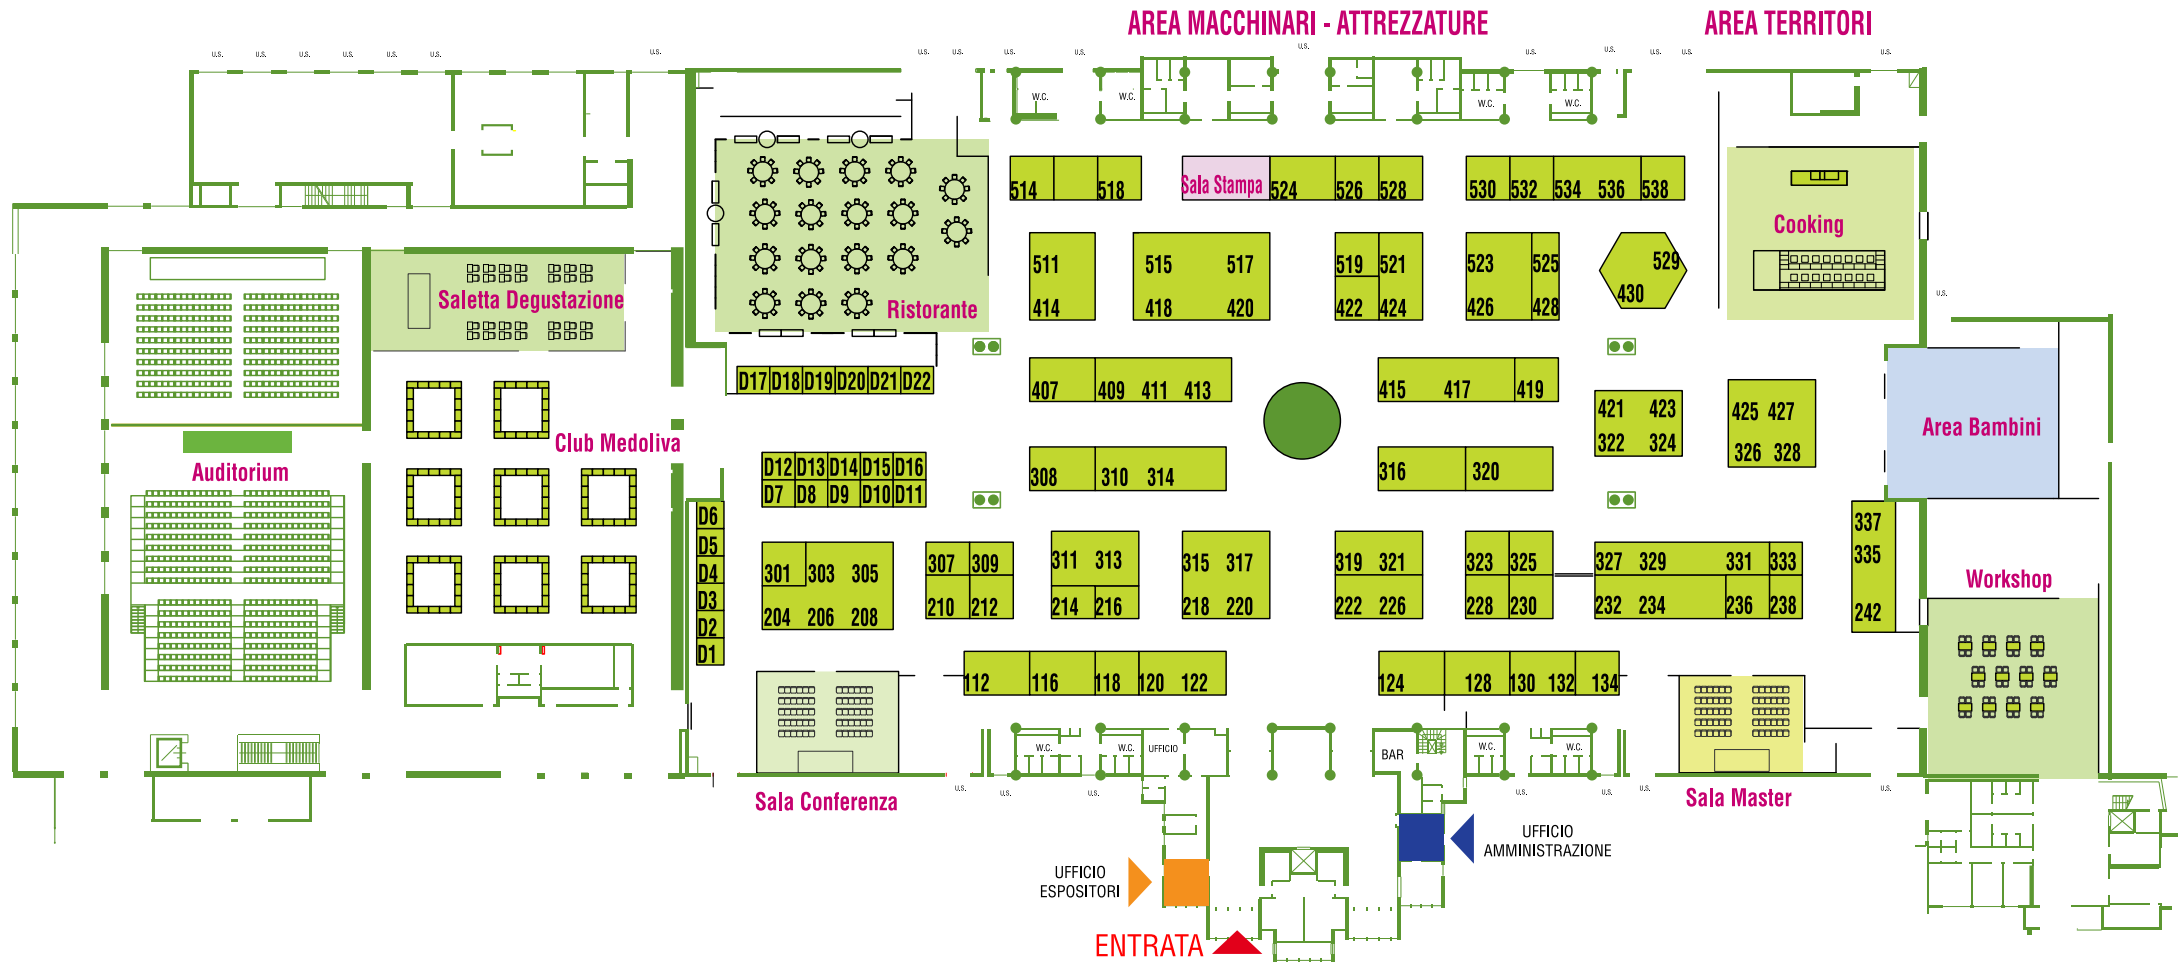 AREA MACCHINARI - ATTREZZATURE
AREA TERRITORI
U.S. U.S. U.S. U.S. U.S. U.S. U.S. U.S. U.S. U.S. U.S. U.S. U.S. U.S. U.S. U.S. U.S.
W.C. W.C. W.C. W.C.
514 518 Sala Stampa 524 526 528 530 532 534 536 538
Cooking
511 515 517 519 521 523 525 529
414 418 420 422 424 426 428 430
U.S.
Saletta Degustazione
Ristorante
D17 D18 D19 D20 D21 D22
407 409 411 413 415 417 419
421 423 425 427
322 324 326 328
Area Bambini
Club Medoliva
Auditorium
D12 D13 D14 D15 D16
D7 D8 D9 D10 D11
308 310 314 316 320
D6
D5
D4
D3
D2
D1
337
335
242
301 303 305 307 309 311 313 315 317 319 321 323 325 327 329 331 333
204 206 208 210 212 214 216 218 220 222 226 228 230 232 234 236 238
Workshop
112 116 118 120 122 124 128 130 132 134
W.C. W.C. UFFICIO BAR W.C. W.C.
Sala Conferenza
Sala Master
U.S. U.S. U.S. U.S. U.S. U.S. U.S.
UFFICIO
AMMINISTRAZIONE
UFFICIO
ESPOSITORI
ENTRATA